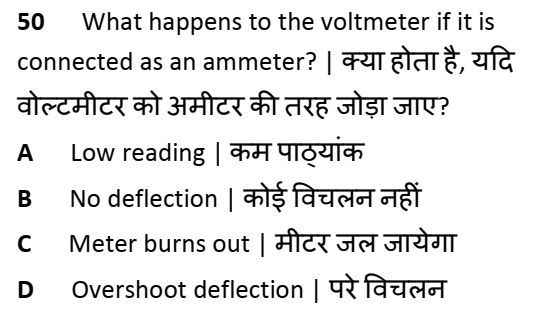 50 What happens to the voltmeter if it is
connected as an ammeter? | क्या होता है, यदि
वोल्टमीटर को अमीटर की तरह जोड़ा जाए?
A Low reading | कम पाठ्यांक
B No deflection | कोई विचलन नहीं
C Meter burns out | मीटर जल जायेगा
D Overshoot deflection | परे विचलन